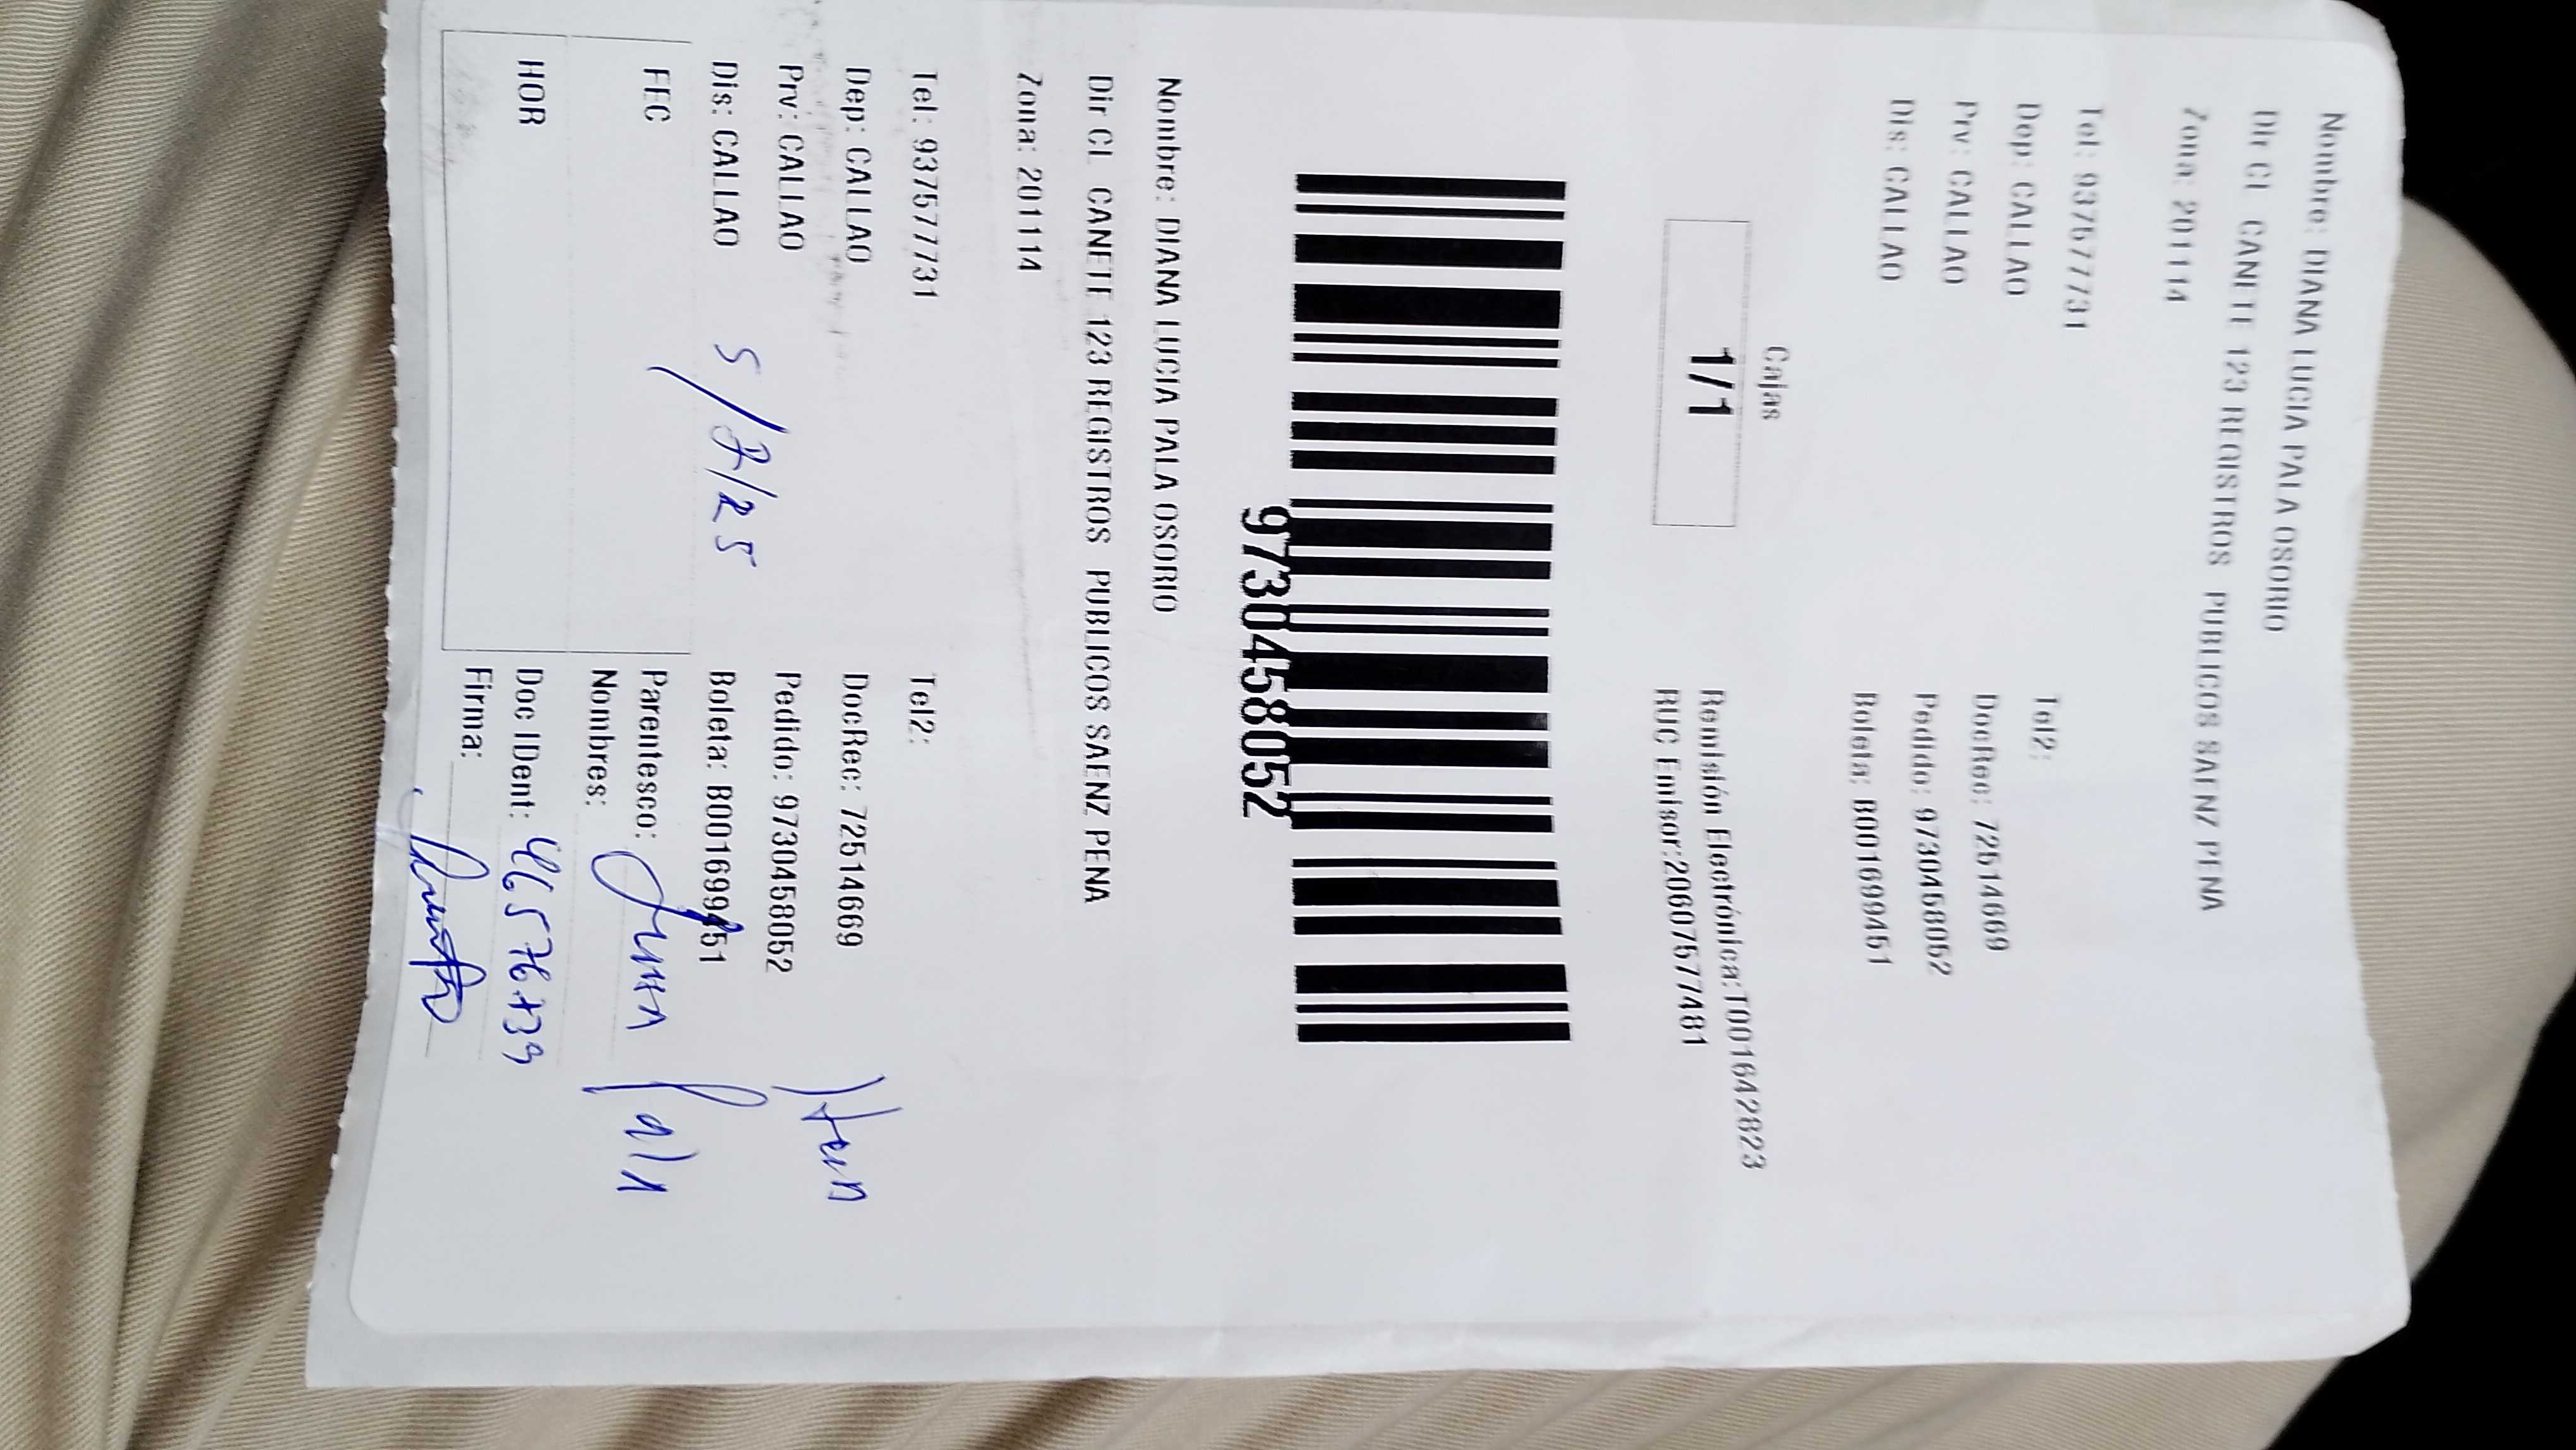 Nombre: DIANA LUCIA PALA OSORIO
Dir CL CANETE 123 REGISTROS PUBLICOS SAENZ PENA
Zona: 201114
Tel: 937577731 Tel2:
Dep: CALLAO DocRec: 72514669
Prv: CALLAO Pedido: 9730458052
Dis: CALLAO Boleta: B001699451
Cajas
1/1
Remisión Electrónica:T001642823
RUC Emisor:20607577481
9730458052
Nombre: DIANA LUCIA PALA OSORIO
Dir CL CANETE 123 REGISTROS PUBLICOS SAENZ PENA
Zona: 201114
Tel: 937577731 Tel2:
Dep: CALLAO DocRec: 72514669
Prv: CALLAO Pedido: 9730458052
Dis: CALLAO Boleta: B001699451
5/7/25
FEC Parentesco:
Nombres: Pala
HOR Doc IDent:
Firma: